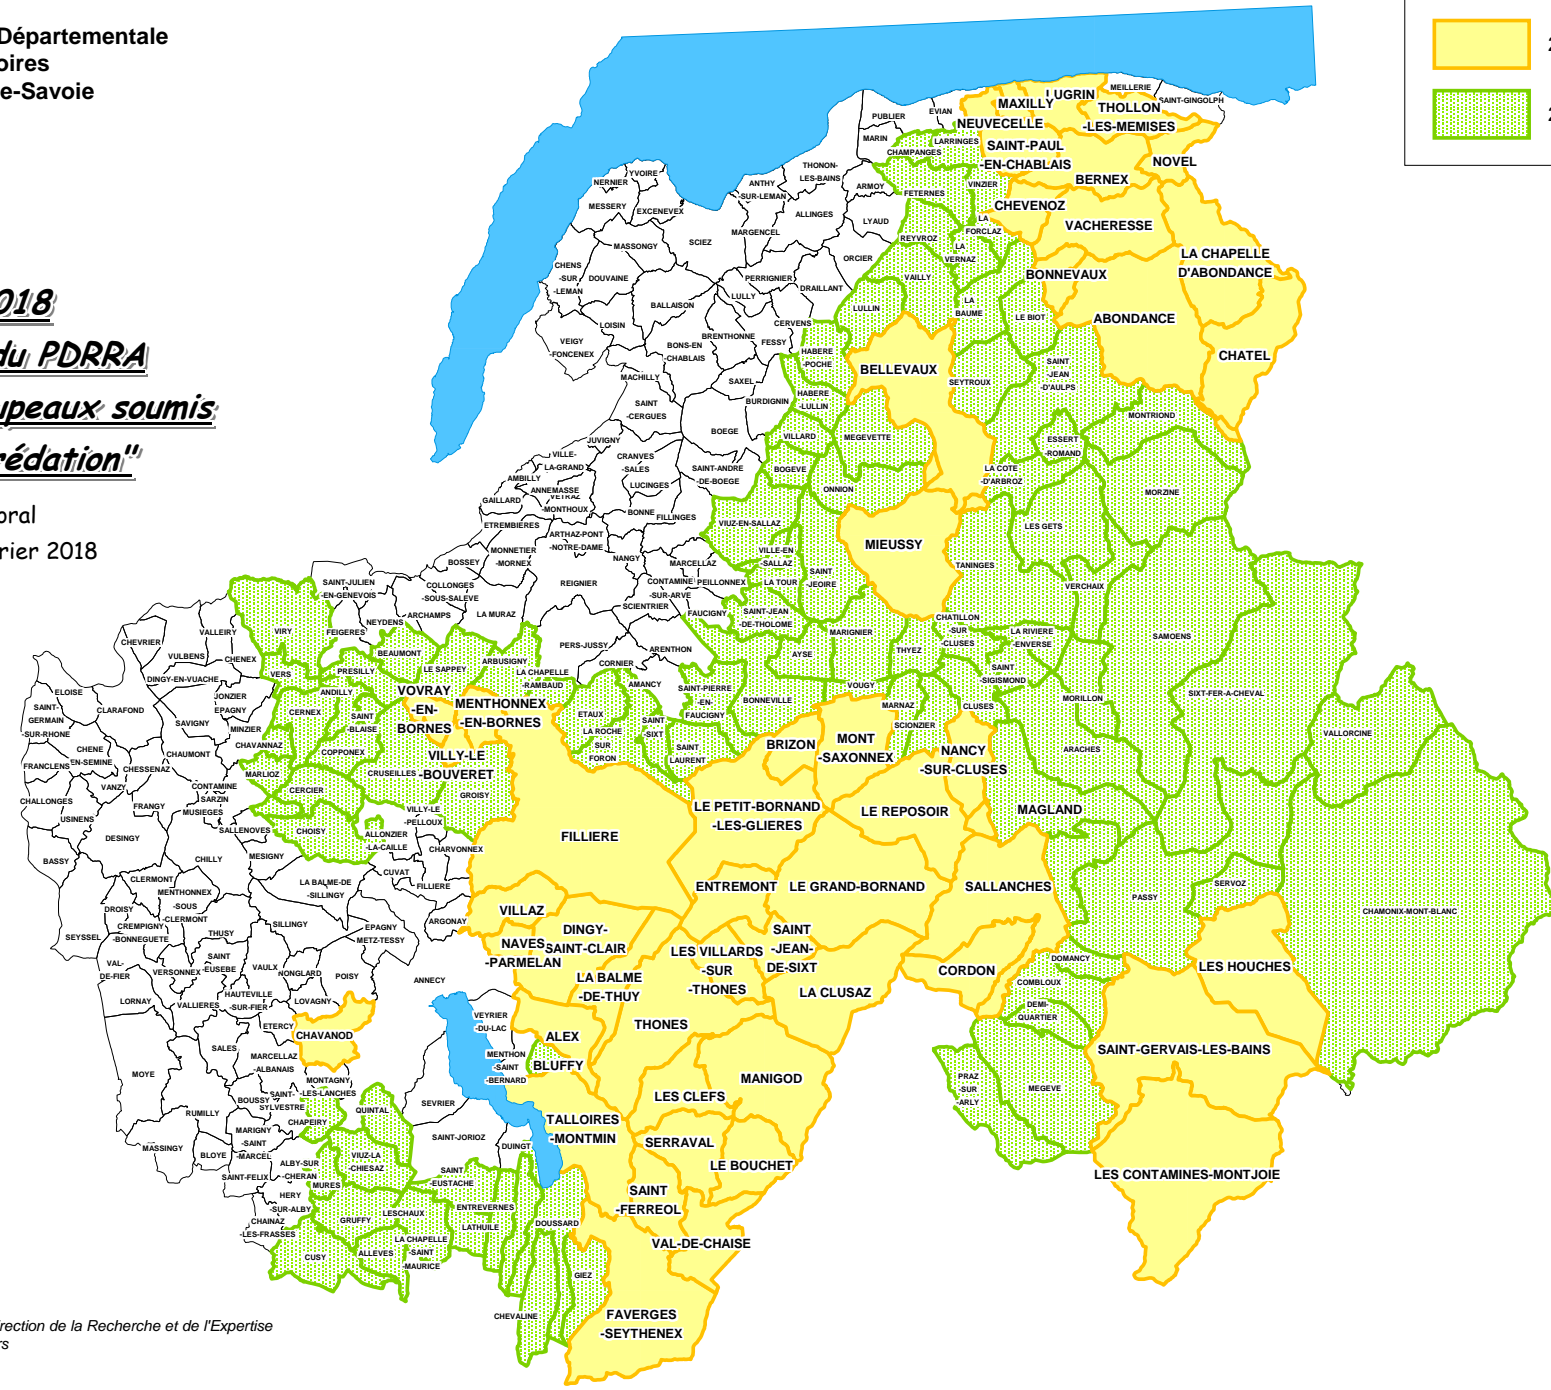 Départementale
oires
e-Savoie
2
2
018
du PDRRA
upeaux soumis
rédation"
oral
rier 2018
MEILLERIE
SAINT-GINGOLPH
LUGRIN
MAXILLY
THOLLON
-LES-MEMISES
NEUVECELLE
EVIAN
PUBLIER
MARIN
LARRINGES
CHAMPANGES
SAINT-PAUL
-EN-CHABLAIS
NOVEL
BERNEX
THONON-
LES-BAINS
ARMOY
FETERNES
VINZIER
CHEVENOZ
VACHERESSE
YVOIRE
NERNIER
MESSERY
EXCENEVEX
ANTHY
-SUR-LEMAN
ALLINGES
LYAUD
MARGENCEL
SCIEZ
MASSONGY
ORCIER
REYVROZ
LA
FORCLAZ
LA
VERNAZ
LA CHAPELLE
D'ABONDANCE
CHENS
-SUR
-LEMAN
DOUVAINE
PERRIGNIER
DRAILLANT
VAILLY
BONNEVAUX
LULLY
BALLAISON
LULLIN
LA
BAUME
LE BIOT
ABONDANCE
LOISIN
CERVENS
VEIGY
-FONCENEX
BONS-EN
-CHABLAIS
BRENTHONNE
FESSY
HABERE
-POCHE
BELLEVAUX
CHATEL
SAINT
-JEAN
-D'AULPS
SEYTROUX
MACHILLY
SAXEL
SAINT
-CERGUES
BURDIGNIN
HABERE
-LULLIN
MONTRIOND
BOEGE
VILLARD
MEGEVETTE
ESSERT
-ROMAND
JUVIGNY
VILLE-
LA-GRAND
CRANVES
-SALES
SAINT-ANDRE
-DE-BOEGE
BOGEVE
LA COTE
-D'ARBROZ
AMBILLY
ANNEMASSE
LUCINGES
ONNION
MORZINE
GAILLARD
VETRAZ
-MONTHOUX
BONNE
FILLINGES
VIUZ-EN-SALLAZ
LES GETS
ETREMBIERES
ARTHAZ-PONT
-NOTRE-DAME
MIEUSSY
MONNETIER
-MORNEX
NANGY
MARCELLAZ
VILLE-EN
-SALLAZ
BOSSEY
TANINGES
SAINT
-JEOIRE
SAINT-JULIEN
-EN-GENEVOIS
COLLONGES
-SOUS-SALEVE
REIGNIER
CONTAMINE
-SUR-ARVE
PEILLONNEX
LA TOUR
VERCHAIX
SCIENTRIER
FAUCIGNY
SAINT-JEAN
-DE-THOLOME
ARCHAMPS
LA MURAZ
NEYDENS
FEIGERES
CHATILLON
-SUR
-CLUSES
LA RIVIERE
-ENVERSE
SAMOENS
VIRY
CHEVRIER
VALLEIRY
VULBENS
CHENEX
PERS-JUSSY
ARENTHON
MARIGNIER
AYSE
THYEZ
BEAUMONT
LE SAPPEY
ARBUSIGNY
CORNIER
LA CHAPELLE
-RAMBAUD
AMANCY
PRESILLY
VERS
DINGY-EN-VUACHE
SAINT
-SIGISMOND
SIXT-FER-A-CHEVAL
VOUGY
ELOISE
SAINT-
GERMAIN
-SUR-RHONE
CLARAFOND
JONZIER
EPAGNY
ANDILLY
VOVRAY
-EN-
BORNES
MENTHONNEX
-EN-BORNES
SAINT-PIERRE
-EN-
FAUCIGNY
BONNEVILLE
MARNAZ
CLUSES
MORILLON
CERNEX
SAINT
-BLAISE
ETAUX
SAINT
-SIXT
SCIONZIER
SAVIGNY
MINZIER
LA ROCHE
SUR
FORON
VALLORCINE
CHENE
EN-SEMINE
CHAVANNAZ
COPPONEX
SAINT
LAURENT
BRIZON
MONT
-SAXONNEX
NANCY
-SUR-CLUSES
ARACHES
FRANCLENS
CHAUMONT
CHESSENAZ
MARLIOZ
CRUSEILLES
VILLY-LE
-BOUVERET
VANZY
CONTAMINE
SARZIN
CERCIER
GROISY
CHALLONGES
FRANGY
MUSIEGES
USINENS
VILLY-LE
-PELLOUX
LE PETIT-BORNAND
-LES-GLIERES
LE REPOSOIR
MAGLAND
SALLENOVES
CHOISY
DESINGY
ALLONZIER
-LA-CAILLE
FILLIERE
CHARVONNEX
BASSY
CHILLY
MESIGNY
CUVAT
FILLIERE
CLERMONT
LA BALME-DE
-SILLINGY
ENTREMONT
LE GRAND-BORNAND
SALLANCHES
SERVOZ
PASSY
MENTHONNEX
-SOUS
-CLERMONT
DROISY
CHAMONIX-MONT-BLANC
VILLAZ
CREMPIGNY
-BONNEGUETE
SILLINGY
EPAGNY
METZ-TESSY
ARGONAY
SEYSSEL
THUSY
DINGY-
SAINT-CLAIR
SAINT
-JEAN-
DE-SIXT
NAVES
-PARMELAN
LES VILLARDS
-SUR
-THONES
VAL-
DE-FIER
SAINT
-EUSEBE
VAULX
NONGLARD
POISY
DOMANCY
LES HOUCHES
VERSONNEX
ANNECY
LA BALME
-DE-THUY
LA CLUSAZ
CORDON
COMBLOUX
LORNAY
VALLIERES
HAUTEVILLE
-SUR-FIER
LOVAGNY
DEMI-
QUARTIER
VEYRIER
-DU-LAC
ETERCY
CHAVANOD
THONES
ALEX
SALES
MARCELLAZ
-ALBANAIS
MENTHON
-SAINT
-BERNARD
BLUFFY
SAINT-GERVAIS-LES-BAINS
MOYE
MONTAGNY
-LES-LANCHES
MANIGOD
PRAZ
-SUR
-ARLY
MEGEVE
BOUSSY
SAINT-
SYLVESTRE
LES CLEFS
SEVRIER
QUINTAL
RUMILLY
CHAPEIRY
TALLOIRES
-MONTMIN
MARIGNY
-SAINT
-MARCEL
SAINT-JORIOZ
SERRAVAL
DUINGT
MASSINGY
BLOYE
VIUZ-LA
-CHIESAZ
ALBY-SUR
-CHERAN
LE BOUCHET
SAINT-FELIX
MURES
SAINT
-EUSTACHE
LES CONTAMINES-MONTJOIE
HERY
-SUR-ALBY
SAINT
-FERREOL
ENTREVERNES
LESCHAUX
GRUFFY
CHAINAZ
-LES-FRASSES
LATHUILE
DOUSSARD
VAL-DE-CHAISE
LA CHAPELLE
-SAINT
-MAURICE
ALLEVES
CUSY
GIEZ
CHEVALINE
FAVERGES
-SEYTHENEX
irection de la Recherche et de l'Expertise
rs